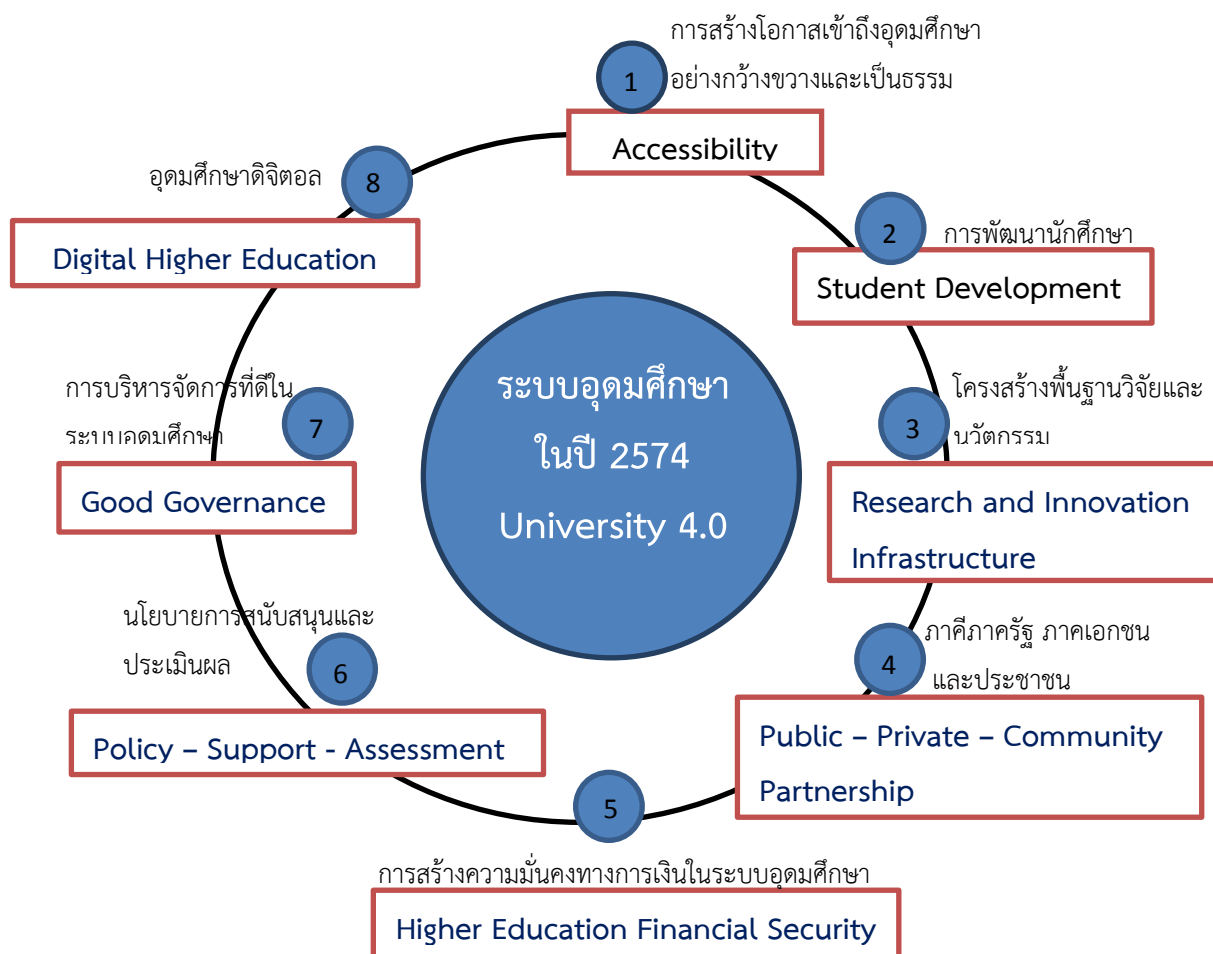 การสร้างโอกาสเข้าถึงอุดมศึกษา
อย่างกว้างขวางและเป็นธรรม
1
Accessibility
2
การพัฒนานักศึกษา
Student Development
โครงสร้างพื้นฐานวิจัยและ
3
นวัตกรรม
Research and Innovation
Infrastructure
ภาคีภาครัฐ ภาคเอกชน
4
และประชาชน
Public – Private – Community
Partnership
5
การสร้างความมั่นคงทางการเงินในระบบอุดมศึกษา
Higher Education Financial Security
นโยบายการสนับสนุนและ
ประเมินผล
6
Policy – Support - Assessment
การบริหารจัดการที่ดีใน
ระบบอุดมศึกษา
7
Good Governance
อุดมศึกษาดิจิตอล
8
Digital Higher Education
ระบบอุดมศึกษา
ในปี 2574
University 4.0